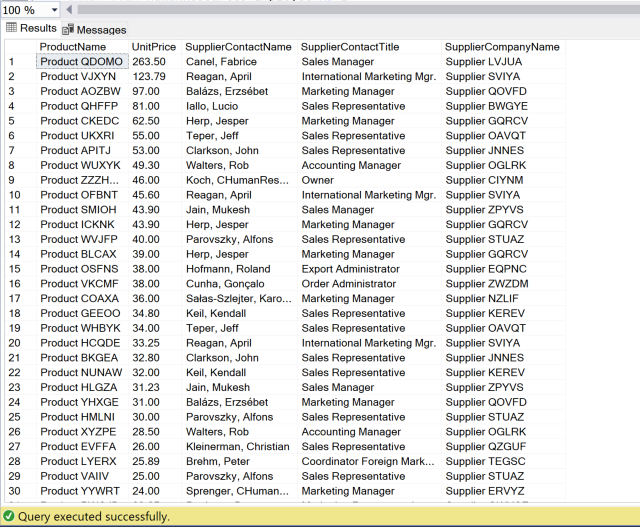 100 %
Results Messages
ProductName UnitPrice SupplierContactName SupplierContactTitle SupplierCompanyName
1 Product QDOMO 263.50 Canel, Fabrice Sales Manager Supplier LVJUA
2 Product VJXYN 123.79 Reagan, April International Marketing Mgr. Supplier SVIYA
3 Product AOZBW 97.00 Balázs, Erzsébet Marketing Manager Supplier QOVFD
4 Product QHFFP 81.00 Iallo, Lucio Sales Representative Supplier BWGYE
5 Product CKEDC 62.50 Herp, Jesper Marketing Manager Supplier GQRCV
6 Product UKXRI 55.00 Teper, Jeff Sales Representative Supplier OAVQT
7 Product APITJ 53.00 Clarkson, John Sales Representative Supplier JNNES
8 Product WUXYK 49.30 Walters, Rob Accounting Manager Supplier OGLRK
9 Product ZZZH... 46.00 Koch, CHumanRes... Owner Supplier CIYNM
10 Product OFBNT 45.60 Reagan, April International Marketing Mgr. Supplier SVIYA
11 Product SMIOH 43.90 Jain, Mukesh Sales Manager Supplier ZPYVS
12 Product ICKNK 43.90 Herp, Jesper Marketing Manager Supplier GQRCV
13 Product WVJFP 40.00 Parovszky, Alfons Sales Representative Supplier STUAZ
14 Product BLCAX 39.00 Herp, Jesper Marketing Manager Supplier GQRCV
15 Product OSFNS 38.00 Hofmann, Roland Export Administrator Supplier EQPNC
16 Product VKCMF 38.00 Cunha, Gonçalo Order Administrator Supplier ZWZDM
17 Product COAXA 36.00 Sałas-Szlejter, Karo... Marketing Manager Supplier NZLIF
18 Product GEEOO 34.80 Keil, Kendall Sales Representative Supplier KEREV
19 Product WHBYK 34.00 Teper, Jeff Sales Representative Supplier OAVQT
20 Product HCQDE 33.25 Reagan, April International Marketing Mgr. Supplier SVIYA
21 Product BKGEA 32.80 Clarkson, John Sales Representative Supplier JNNES
22 Product NUNAW 32.00 Keil, Kendall Sales Representative Supplier KEREV
23 Product HLGZA 31.23 Jain, Mukesh Sales Manager Supplier ZPYVS
24 Product YHXGE 31.00 Balázs, Erzsébet Marketing Manager Supplier QOVFD
25 Product HMLNI 30.00 Parovszky, Alfons Sales Representative Supplier STUAZ
26 Product XYZPE 28.50 Walters, Rob Accounting Manager Supplier OGLRK
27 Product EVFFA 26.00 Kleinerman, Christian Sales Representative Supplier QZGUF
28 Product LYERX 25.89 Brehm, Peter Coordinator Foreign Mark... Supplier TEGSC
29 Product VAIIV 25.00 Parovszky, Alfons Sales Representative Supplier STUAZ
30 Product YYWRT 24.00 Sprenger, CHuman... Marketing Manager Supplier ERVYZ
Query executed successfully.